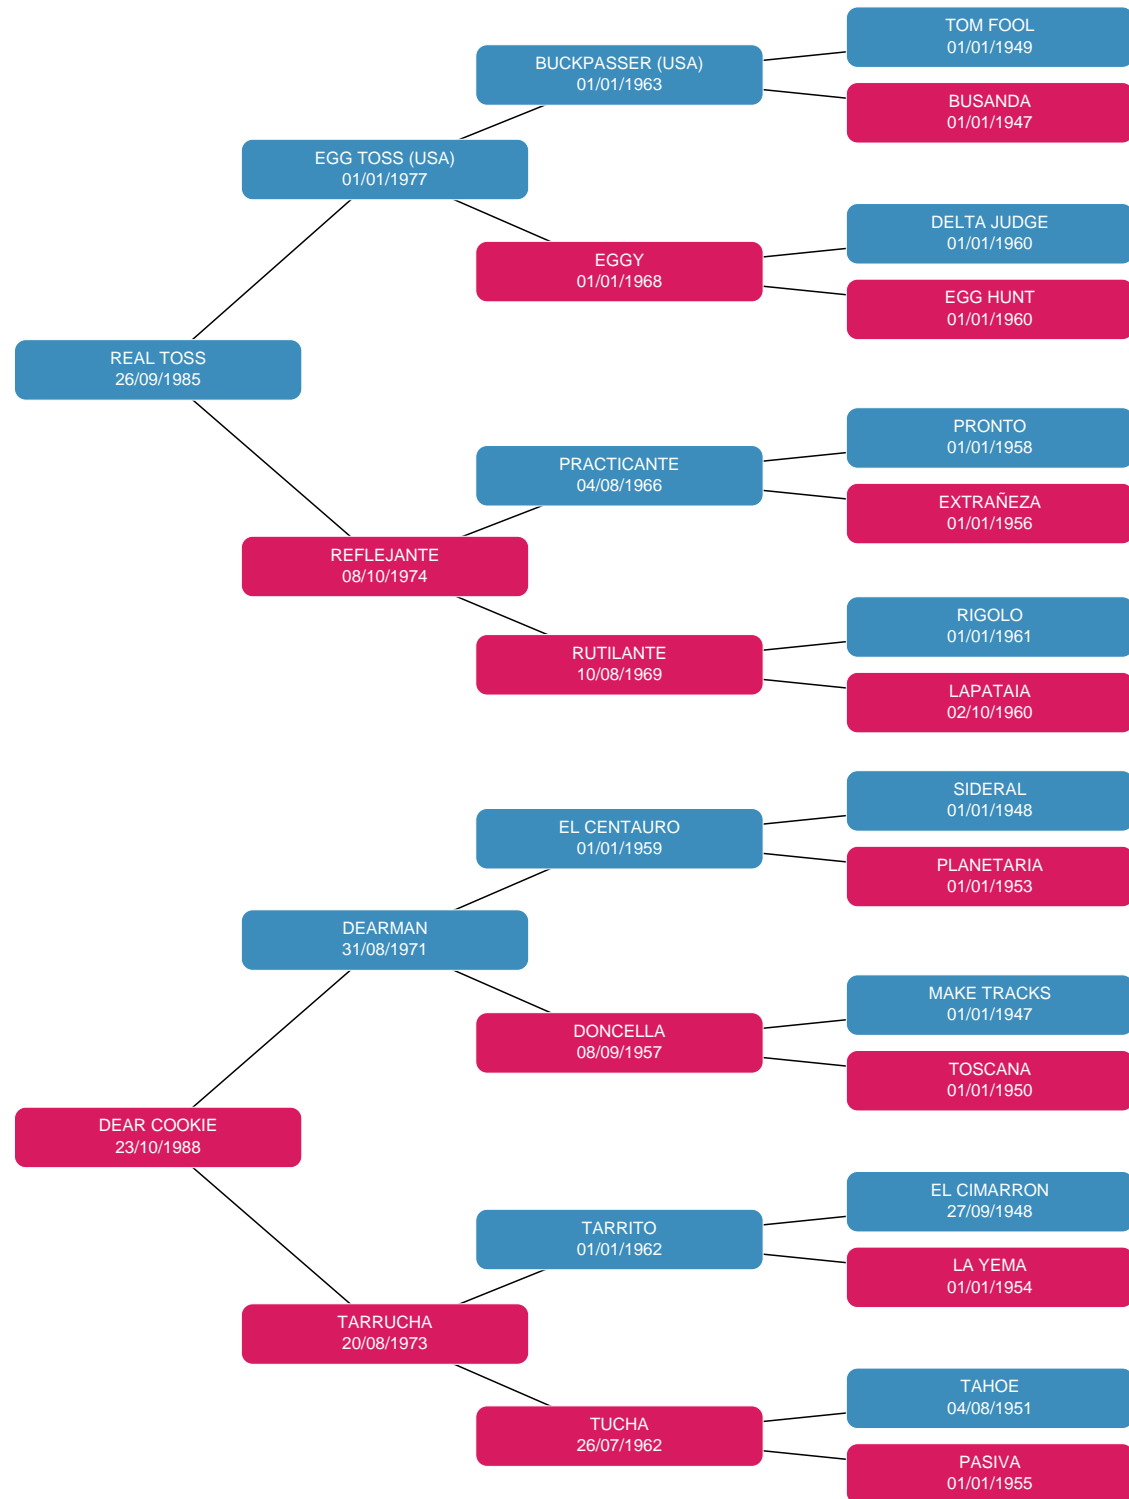 TOM FOOL
01/01/1949
BUCKPASSER (USA)
01/01/1963
BUSANDA
01/01/1947
EGG TOSS (USA)
01/01/1977
DELTA JUDGE
01/01/1960
EGGY
01/01/1968
EGG HUNT
01/01/1960
REAL TOSS
26/09/1985
PRONTO
01/01/1958
PRACTICANTE
04/08/1966
EXTRAÑEZA
01/01/1956
REFLEJANTE
08/10/1974
RIGOLO
01/01/1961
RUTILANTE
10/08/1969
LAPATAIA
02/10/1960
SIDERAL
01/01/1948
EL CENTAURO
01/01/1959
PLANETARIA
01/01/1953
DEARMAN
31/08/1971
MAKE TRACKS
01/01/1947
DONCELLA
08/09/1957
TOSCANA
01/01/1950
DEAR COOKIE
23/10/1988
EL CIMARRON
27/09/1948
TARRITO
01/01/1962
LA YEMA
01/01/1954
TARRUCHA
20/08/1973
TAHOE
04/08/1951
TUCHA
26/07/1962
PASIVA
01/01/1955